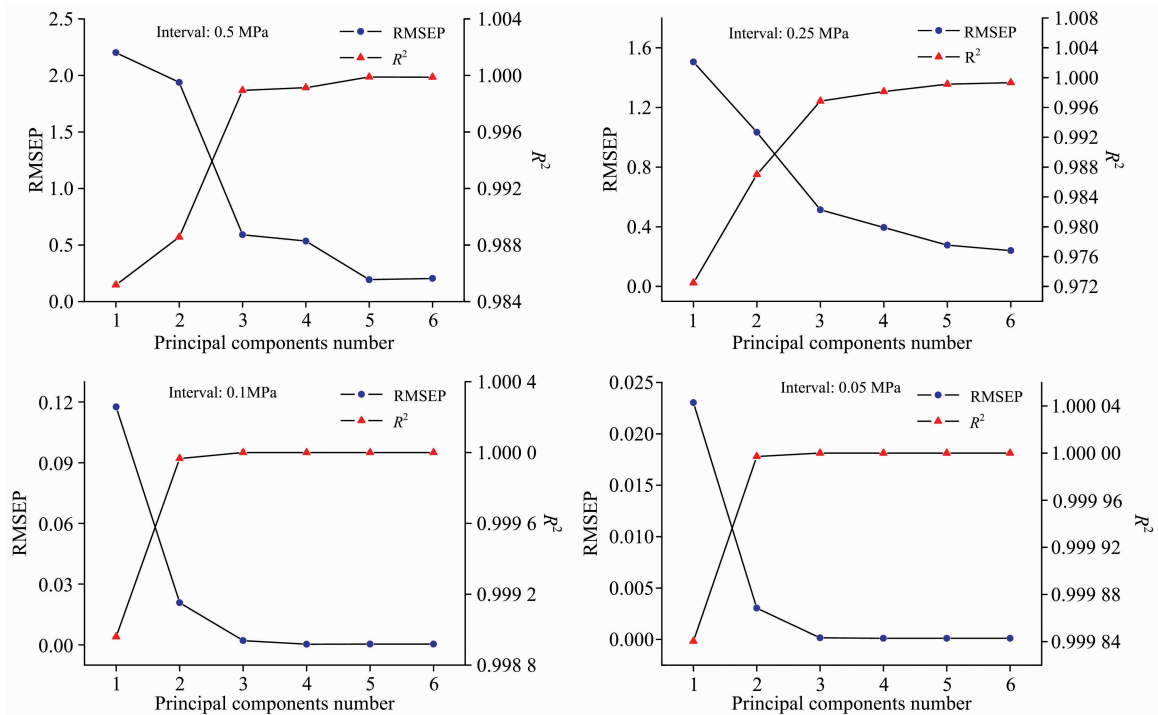 Interval: 0.5 MPa
RMSEP
R²
2.5
2.0
1.5
1.0
0.5
0.0
RMSEP
1.004
1.000
0.996
0.992
0.988
0.984
R²
1 2 3 4 5 6
Principal components number
Interval: 0.25 MPa
RMSEP
R²
1.6
1.2
0.8
0.4
0.0
RMSEP
1.008
1.004
1.000
0.996
0.992
0.988
0.984
0.980
0.976
0.972
R²
1 2 3 4 5 6
Principal components number
Interval: 0.1MPa
RMSEP
R²
0.12
0.09
0.06
0.03
0.00
RMSEP
1.000 4
1.000 0
0.999 6
0.999 2
0.998 8
R²
1 2 3 4 5 6
Principal components number
Interval: 0.05 MPa
RMSEP
R²
0.025
0.020
0.015
0.010
0.005
0.000
RMSEP
1.000 04
1.000 00
0.999 96
0.999 92
0.999 88
0.999 84
R²
1 2 3 4 5 6
Principal components number